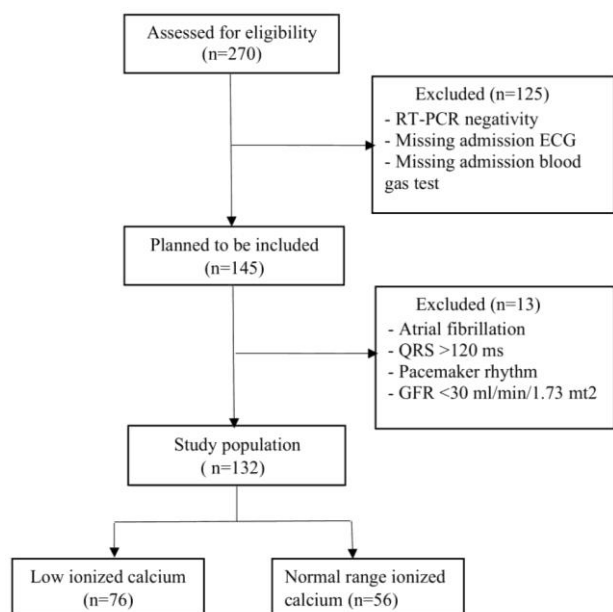 Assessed for eligibility
(n=270)
Excluded (n=125)
- RT-PCR negativity
- Missing admission ECG
- Missing admission blood
gas test
Planned to be included
(n=145)
Excluded (n=13)
- Atrial fibrillation
- QRS >120 ms
- Pacemaker rhythm
- GFR <30 ml/min/1.73 mt2
Study population
( n=132)
Low ionized calcium
(n=76)
Normal range ionized
calcium (n=56)